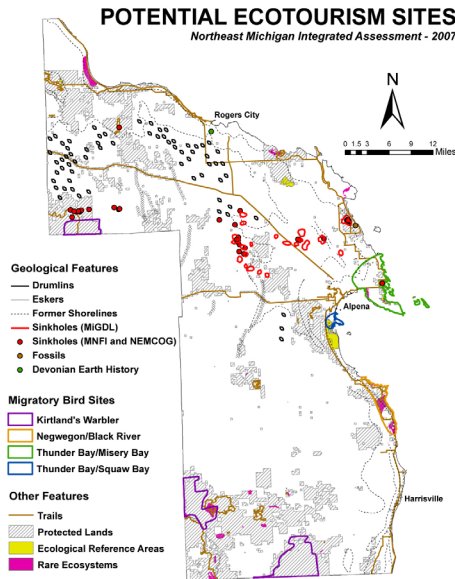 POTENTIAL ECOTOURISM SITES
Northeast Michigan Integrated Assessment - 2007
N
Rogers City
0 1.5 3 6 9 12
Miles
Alpena
Harrisville
Geological Features
Drumlins
Eskers
Former Shorelines
Sinkholes (MiGDL)
Sinkholes (MNFI and NEMCOG)
Fossils
Devonian Earth History
Migratory Bird Sites
Kirtland's Warbler
Negwegon/Black River
Thunder Bay/Misery Bay
Thunder Bay/Squaw Bay
Other Features
Trails
Protected Lands
Ecological Reference Areas
Rare Ecosystems